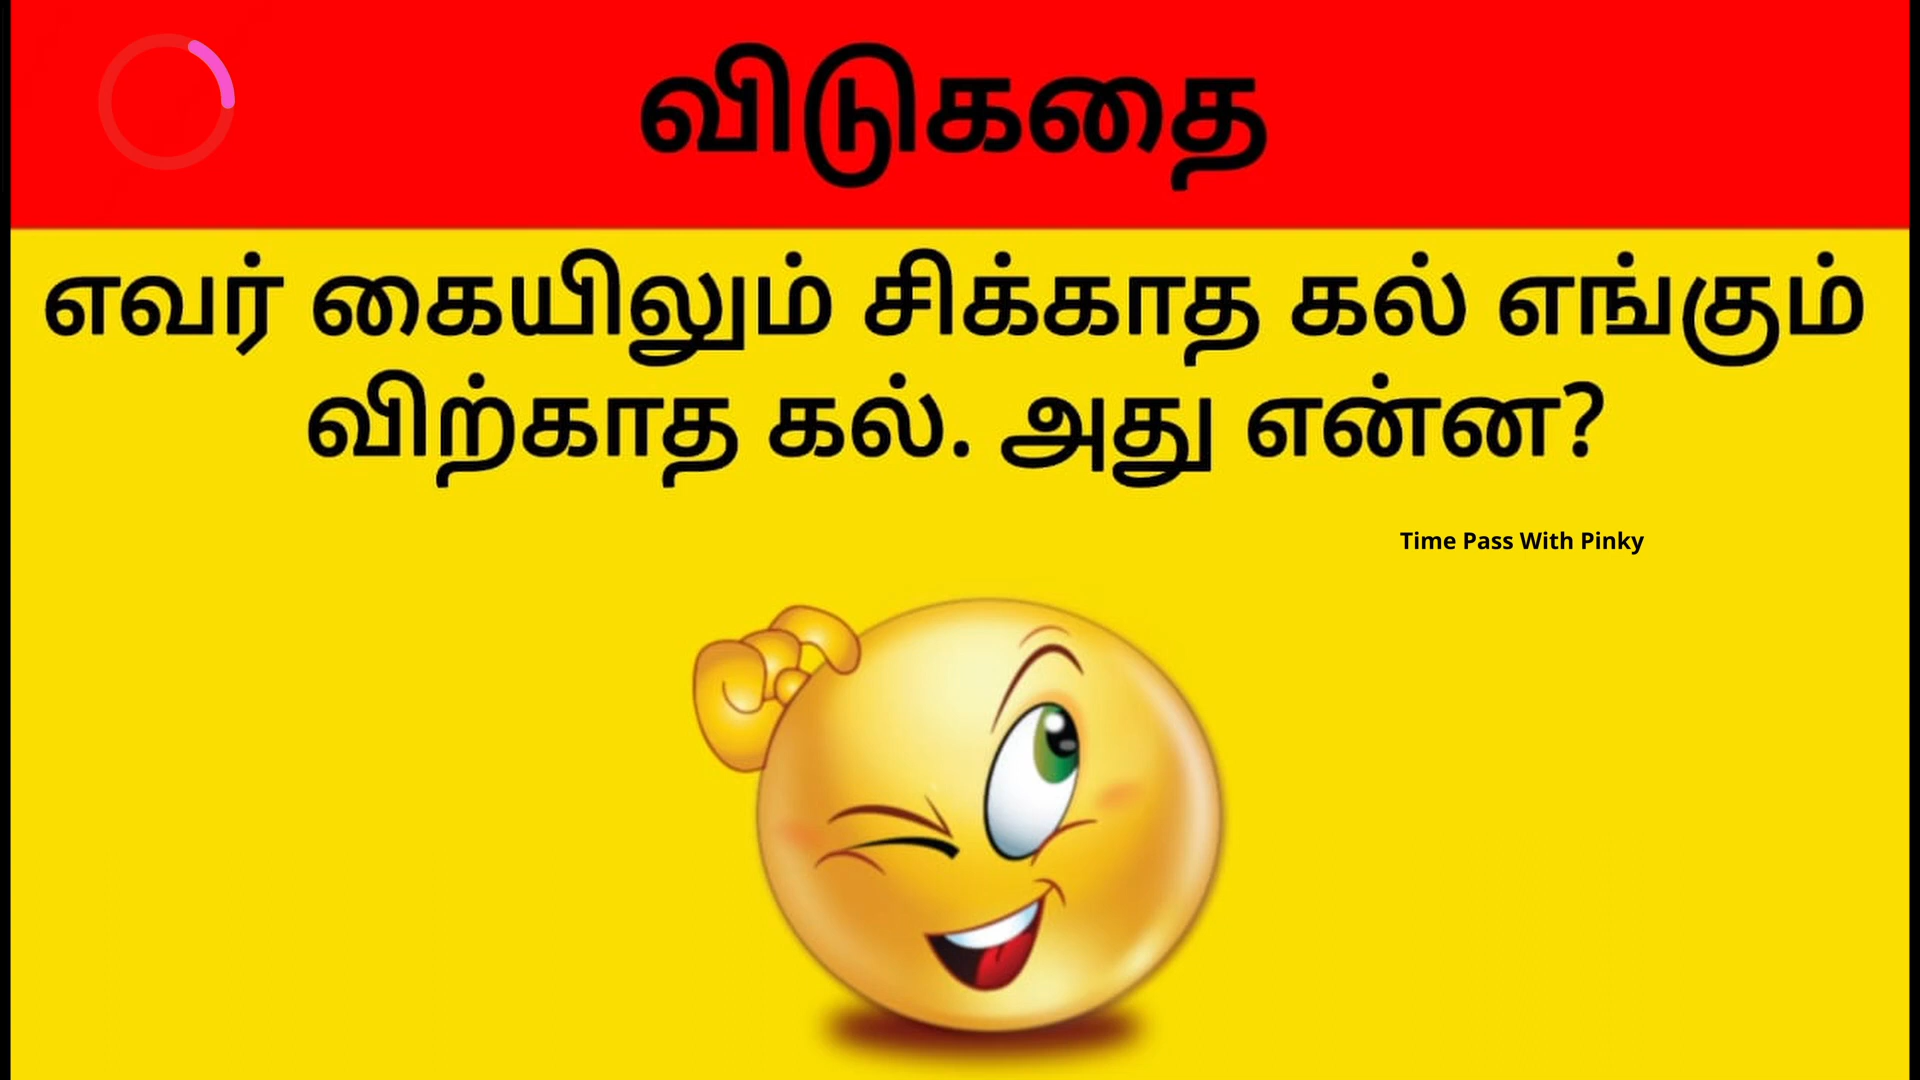 விடுகதை
எவர் கையிலும் சிக்காத கல் எங்கும்
விற்காத கல். அது என்ன?
Time Pass With Pinky